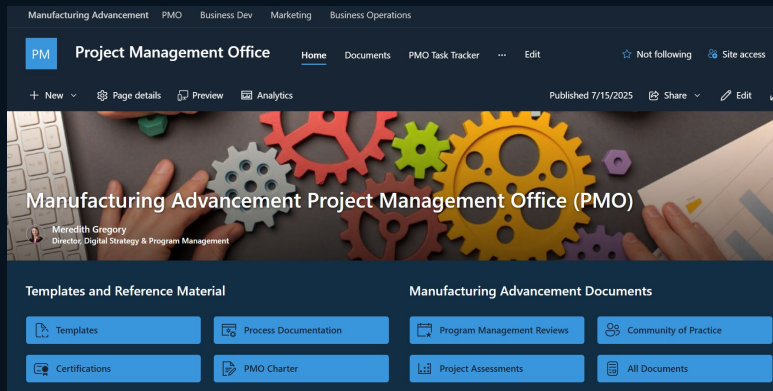 Manufacturing Advancement PMO Business Dev Marketing Business Operations
PM Project Management Office Home Documents PMO Task Tracker ··· Edit Not following Site access
+ New Page details Preview Analytics Published 7/15/2025 Share Edit
Manufacturing Advancement Project Management Office (PMO)
Meredith Gregory
Director, Digital Strategy & Program Management
Templates and Reference Material Manufacturing Advancement Documents
Templates Process Documentation Program Management Reviews Community of Practice
Certifications PMO Charter Project Assessments All Documents